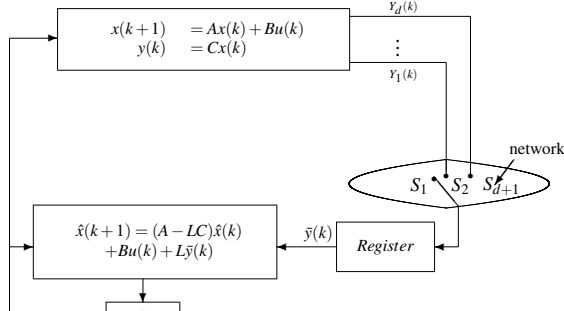 x(k+1) = Ax(k) + Bu(k)
y(k) = Cx(k)
Y_d(k)
⋮
Y_1(k)
network
S_1 S_2 S_{d+1}
x̂(k+1) = (A − LC)x̂(k)
+Bu(k) + Lȳ(k)
ȳ(k)
Register